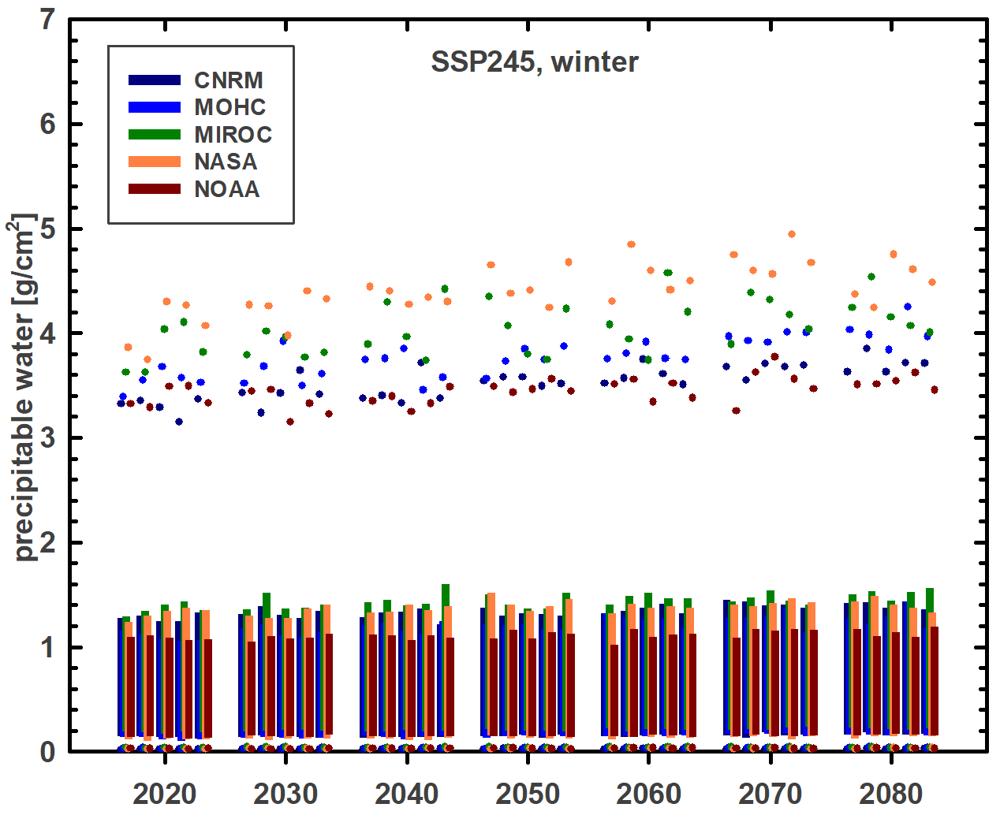 SSP245, winter
CNRM
MOHC
MIROC
NASA
NOAA
precipitable water [g/cm²]
7
6
5
4
3
2
1
0
2020 2030 2040 2050 2060 2070 2080